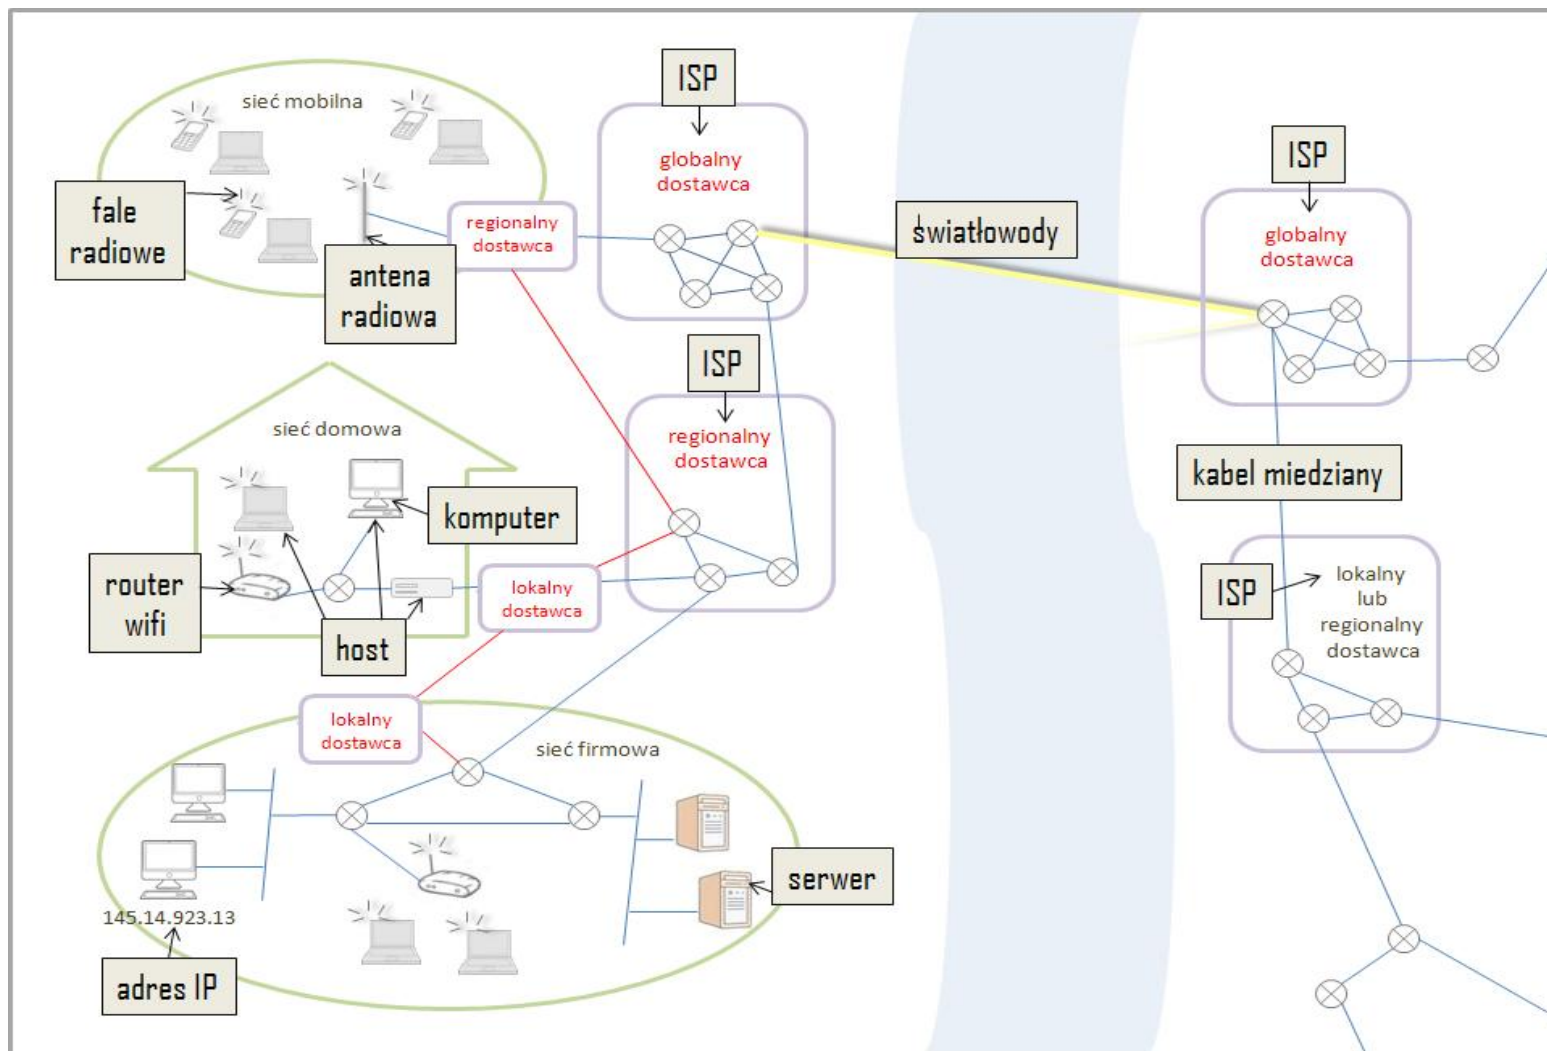 ISP
sieć mobilna
globalny
dostawca
ISP
fale
radiowe
regionalny
dostawca
światłowody
globalny
dostawca
antena
radiowa
ISP
sieć domowa
regionalny
dostawca
kabel miedziany
komputer
router
wifi
lokalny
dostawca
ISP
lokalny
lub
regionalny
dostawca
host
lokalny
dostawca
sieć firmowa
serwer
145.14.923.13
adres IP